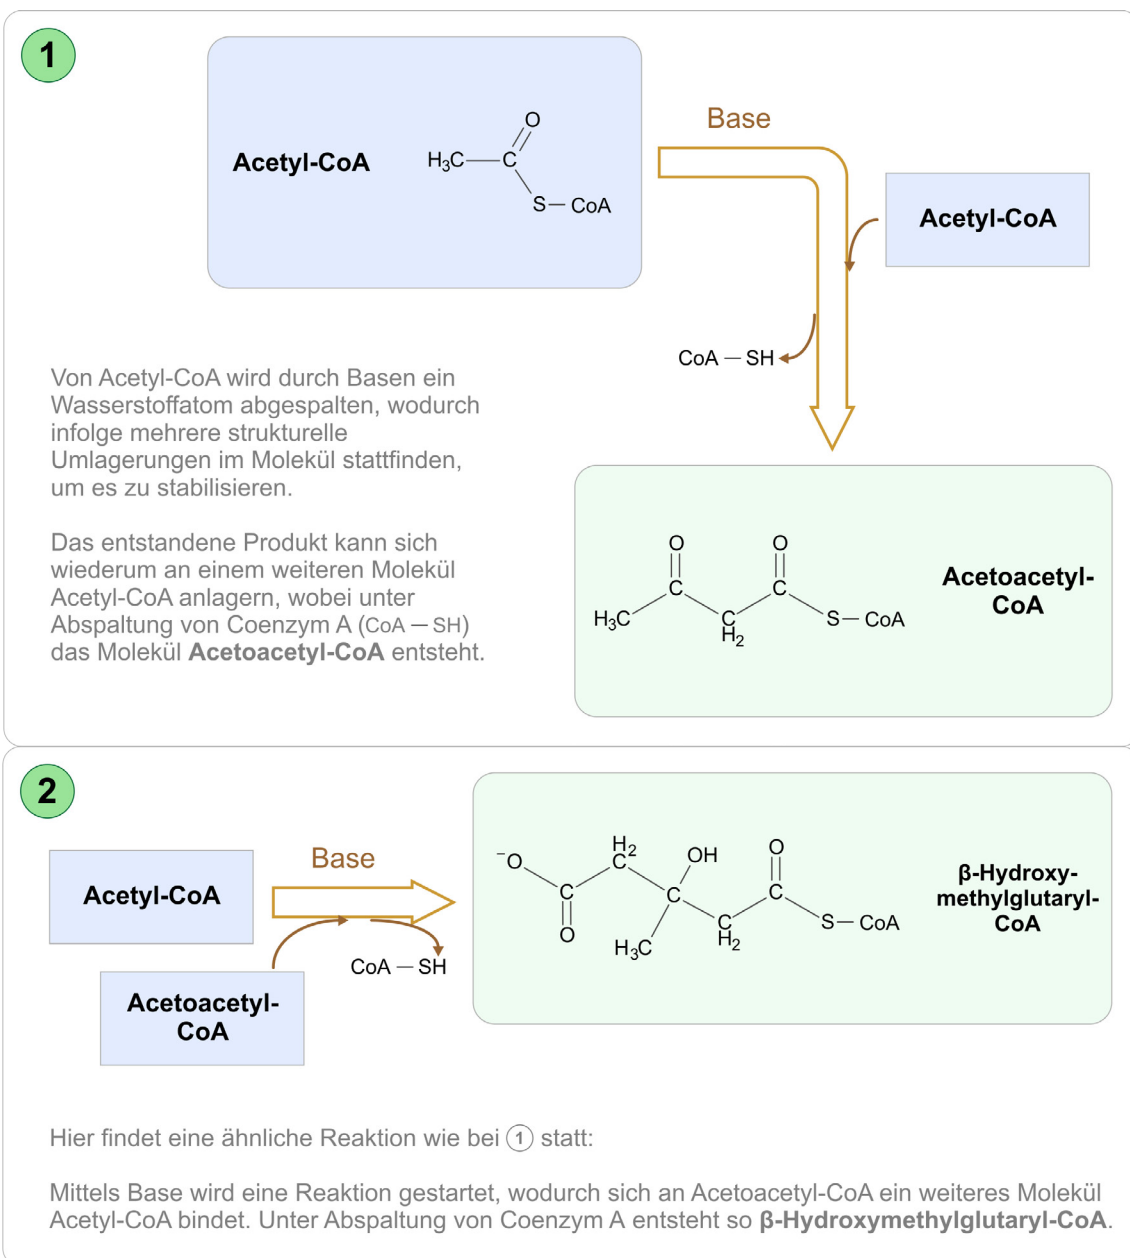 1
Acetyl-CoA
H₃C
C
O
S — CoA
Base
Acetyl-CoA
CoA — SH
Von Acetyl-CoA wird durch Basen ein
Wasserstoffatom abgespalten, wodurch
infolge mehrere strukturelle
Umlagerungen im Molekül stattfinden,
um es zu stabilisieren.
Das entstandene Produkt kann sich
wiederum an einem weiteren Molekül
Acetyl-CoA anlagern, wobei unter
Abspaltung von Coenzym A (CoA — SH)
das Molekül Acetoacetyl-CoA entsteht.
O O
C C
H₃C C S — CoA
H₂
Acetoacetyl-
CoA
2
Acetyl-CoA
Base
Acetoacetyl-
CoA
CoA — SH
H₂ OH O
⁻O C
C C C
O H₃C C S — CoA
H₂
β-Hydroxy-
methylglutaryl-
CoA
Hier findet eine ähnliche Reaktion wie bei 1 statt:
Mittels Base wird eine Reaktion gestartet, wodurch sich an Acetoacetyl-CoA ein weiteres Molekül
Acetyl-CoA bindet. Unter Abspaltung von Coenzym A entsteht so β-Hydroxymethylglutaryl-CoA.